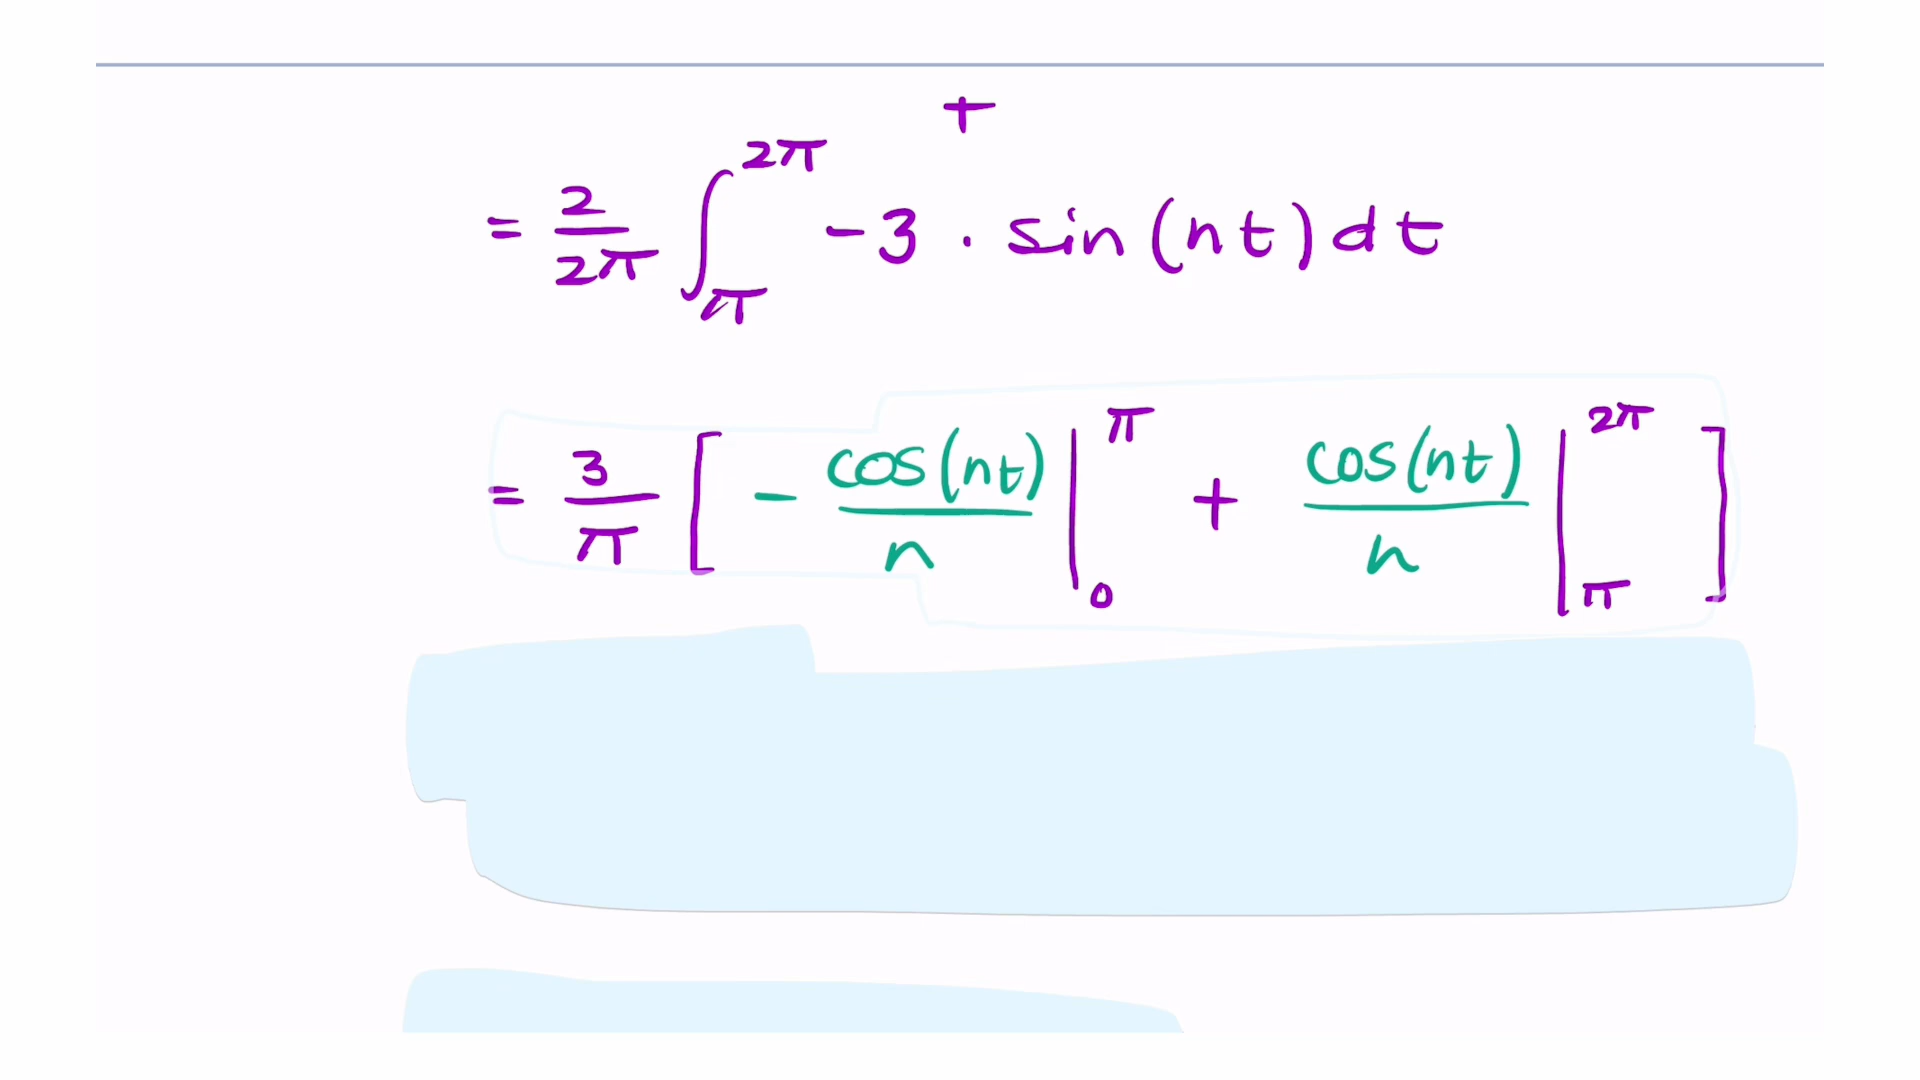 +
= 2/2π ∫_π^2π -3 · sin(nt) dt
= 3/π [ - cos(nt)/n |_0^π + cos(nt)/n |_π^2π ]